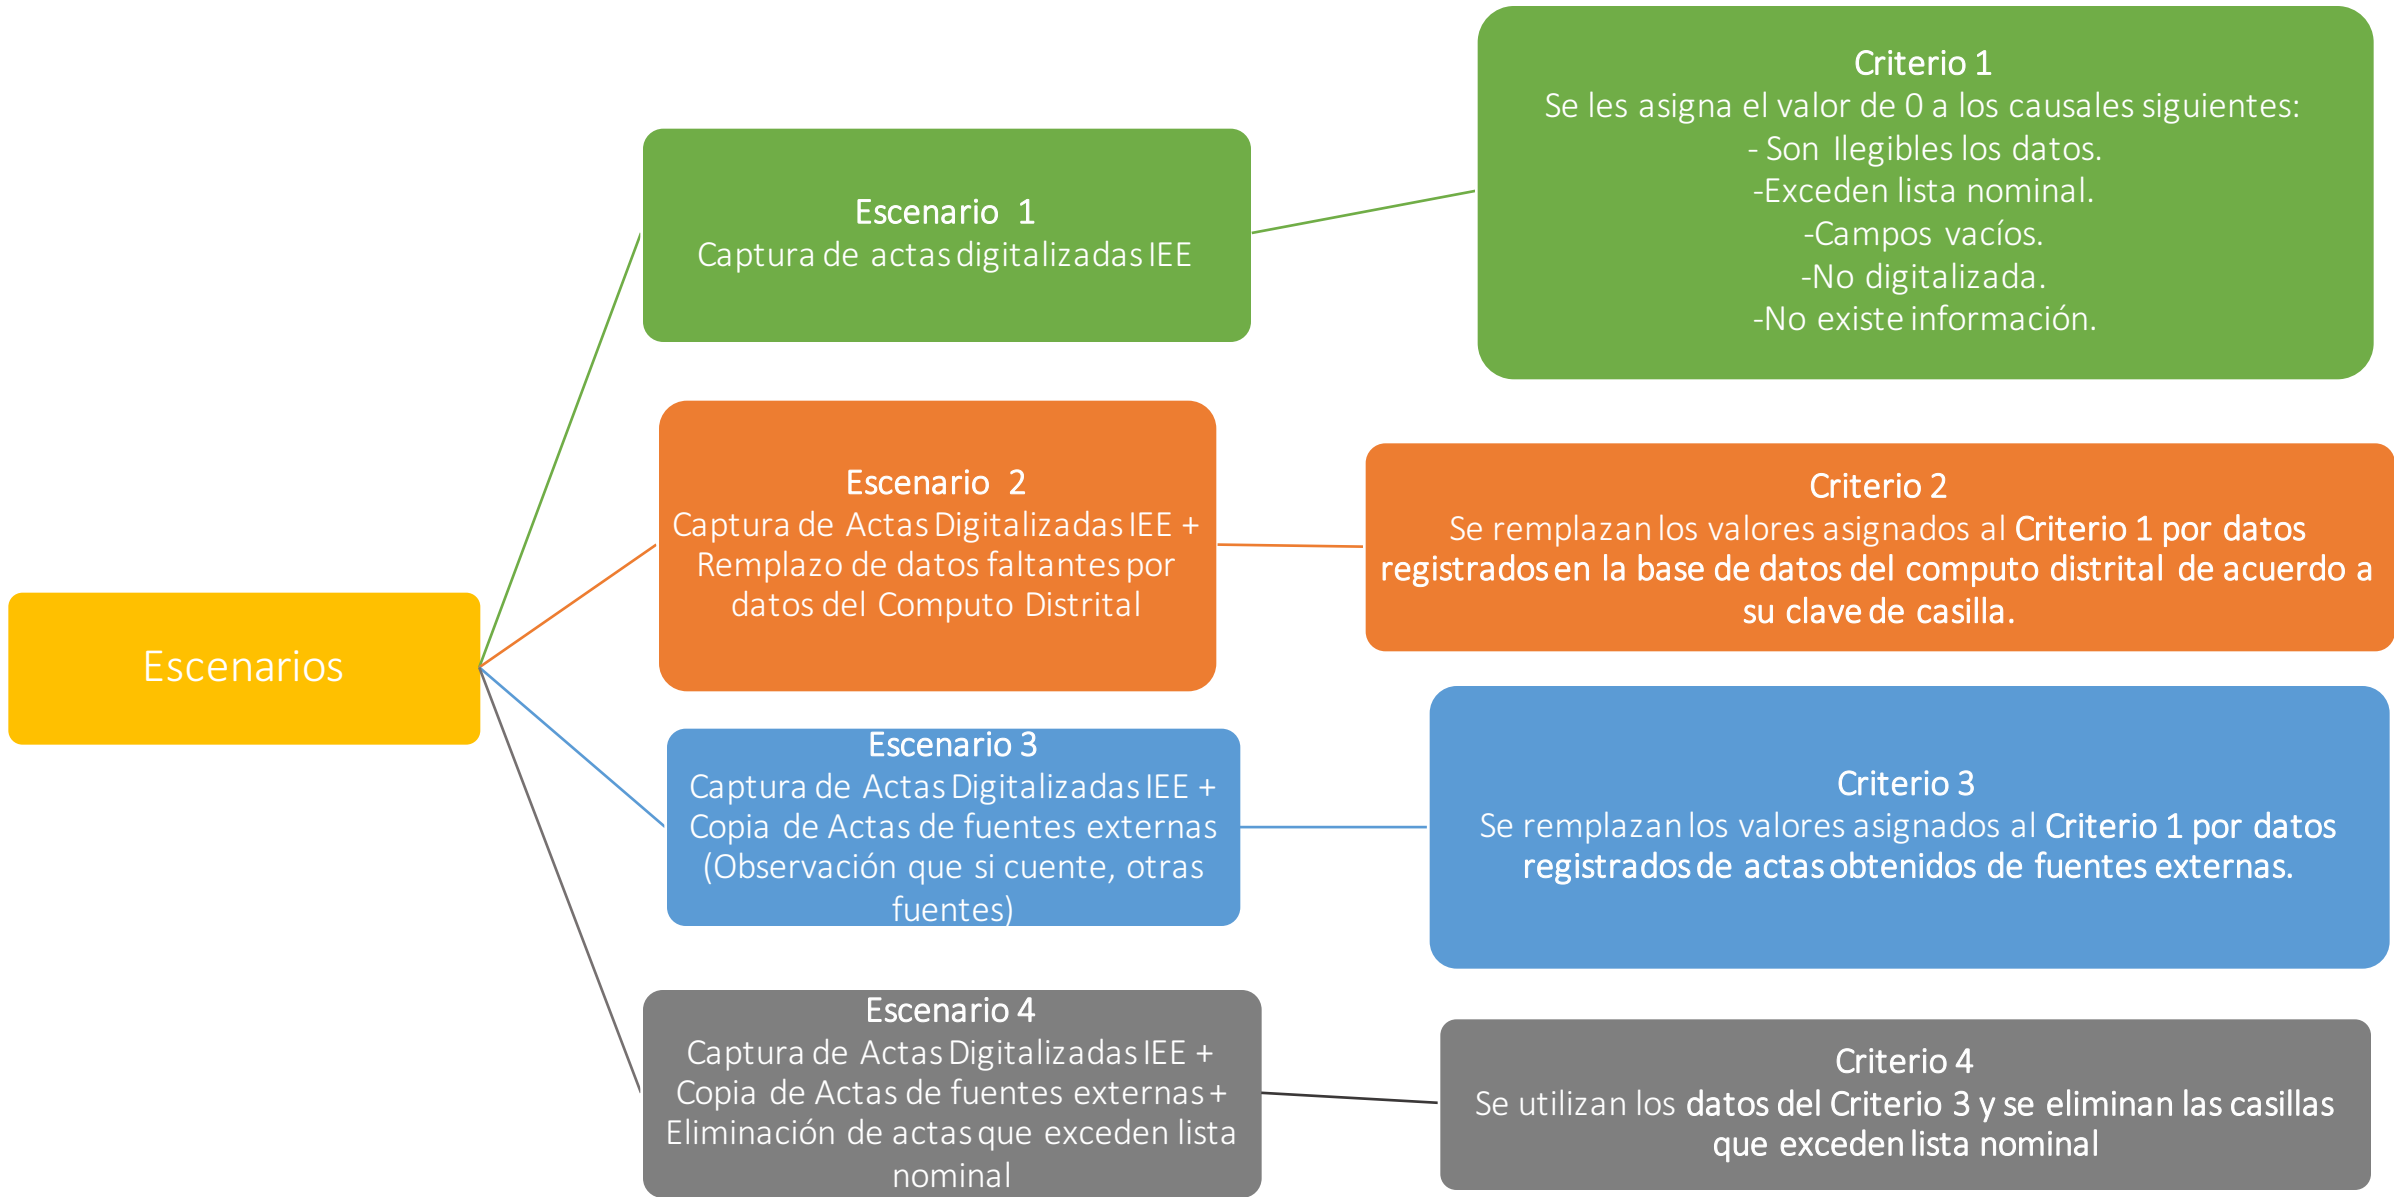 Escenarios
Escenario 1
Captura de actas digitalizadas IEE
Criterio 1
Se les asigna el valor de 0 a los causales siguientes:
- Son Ilegibles los datos.
-Exceden lista nominal.
-Campos vacíos.
-No digitalizada.
-No existe información.
Escenario 2
Captura de Actas Digitalizadas IEE +
Remplazo de datos faltantes por
datos del Computo Distrital
Criterio 2
Se remplazan los valores asignados al Criterio 1 por datos
registrados en la base de datos del computo distrital de acuerdo a
su clave de casilla.
Escenario 3
Captura de Actas Digitalizadas IEE +
Copia de Actas de fuentes externas
(Observación que si cuente, otras
fuentes)
Criterio 3
Se remplazan los valores asignados al Criterio 1 por datos
registrados de actas obtenidos de fuentes externas.
Escenario 4
Captura de Actas Digitalizadas IEE +
Copia de Actas de fuentes externas +
Eliminación de actas que exceden lista
nominal
Criterio 4
Se utilizan los datos del Criterio 3 y se eliminan las casillas
que exceden lista nominal